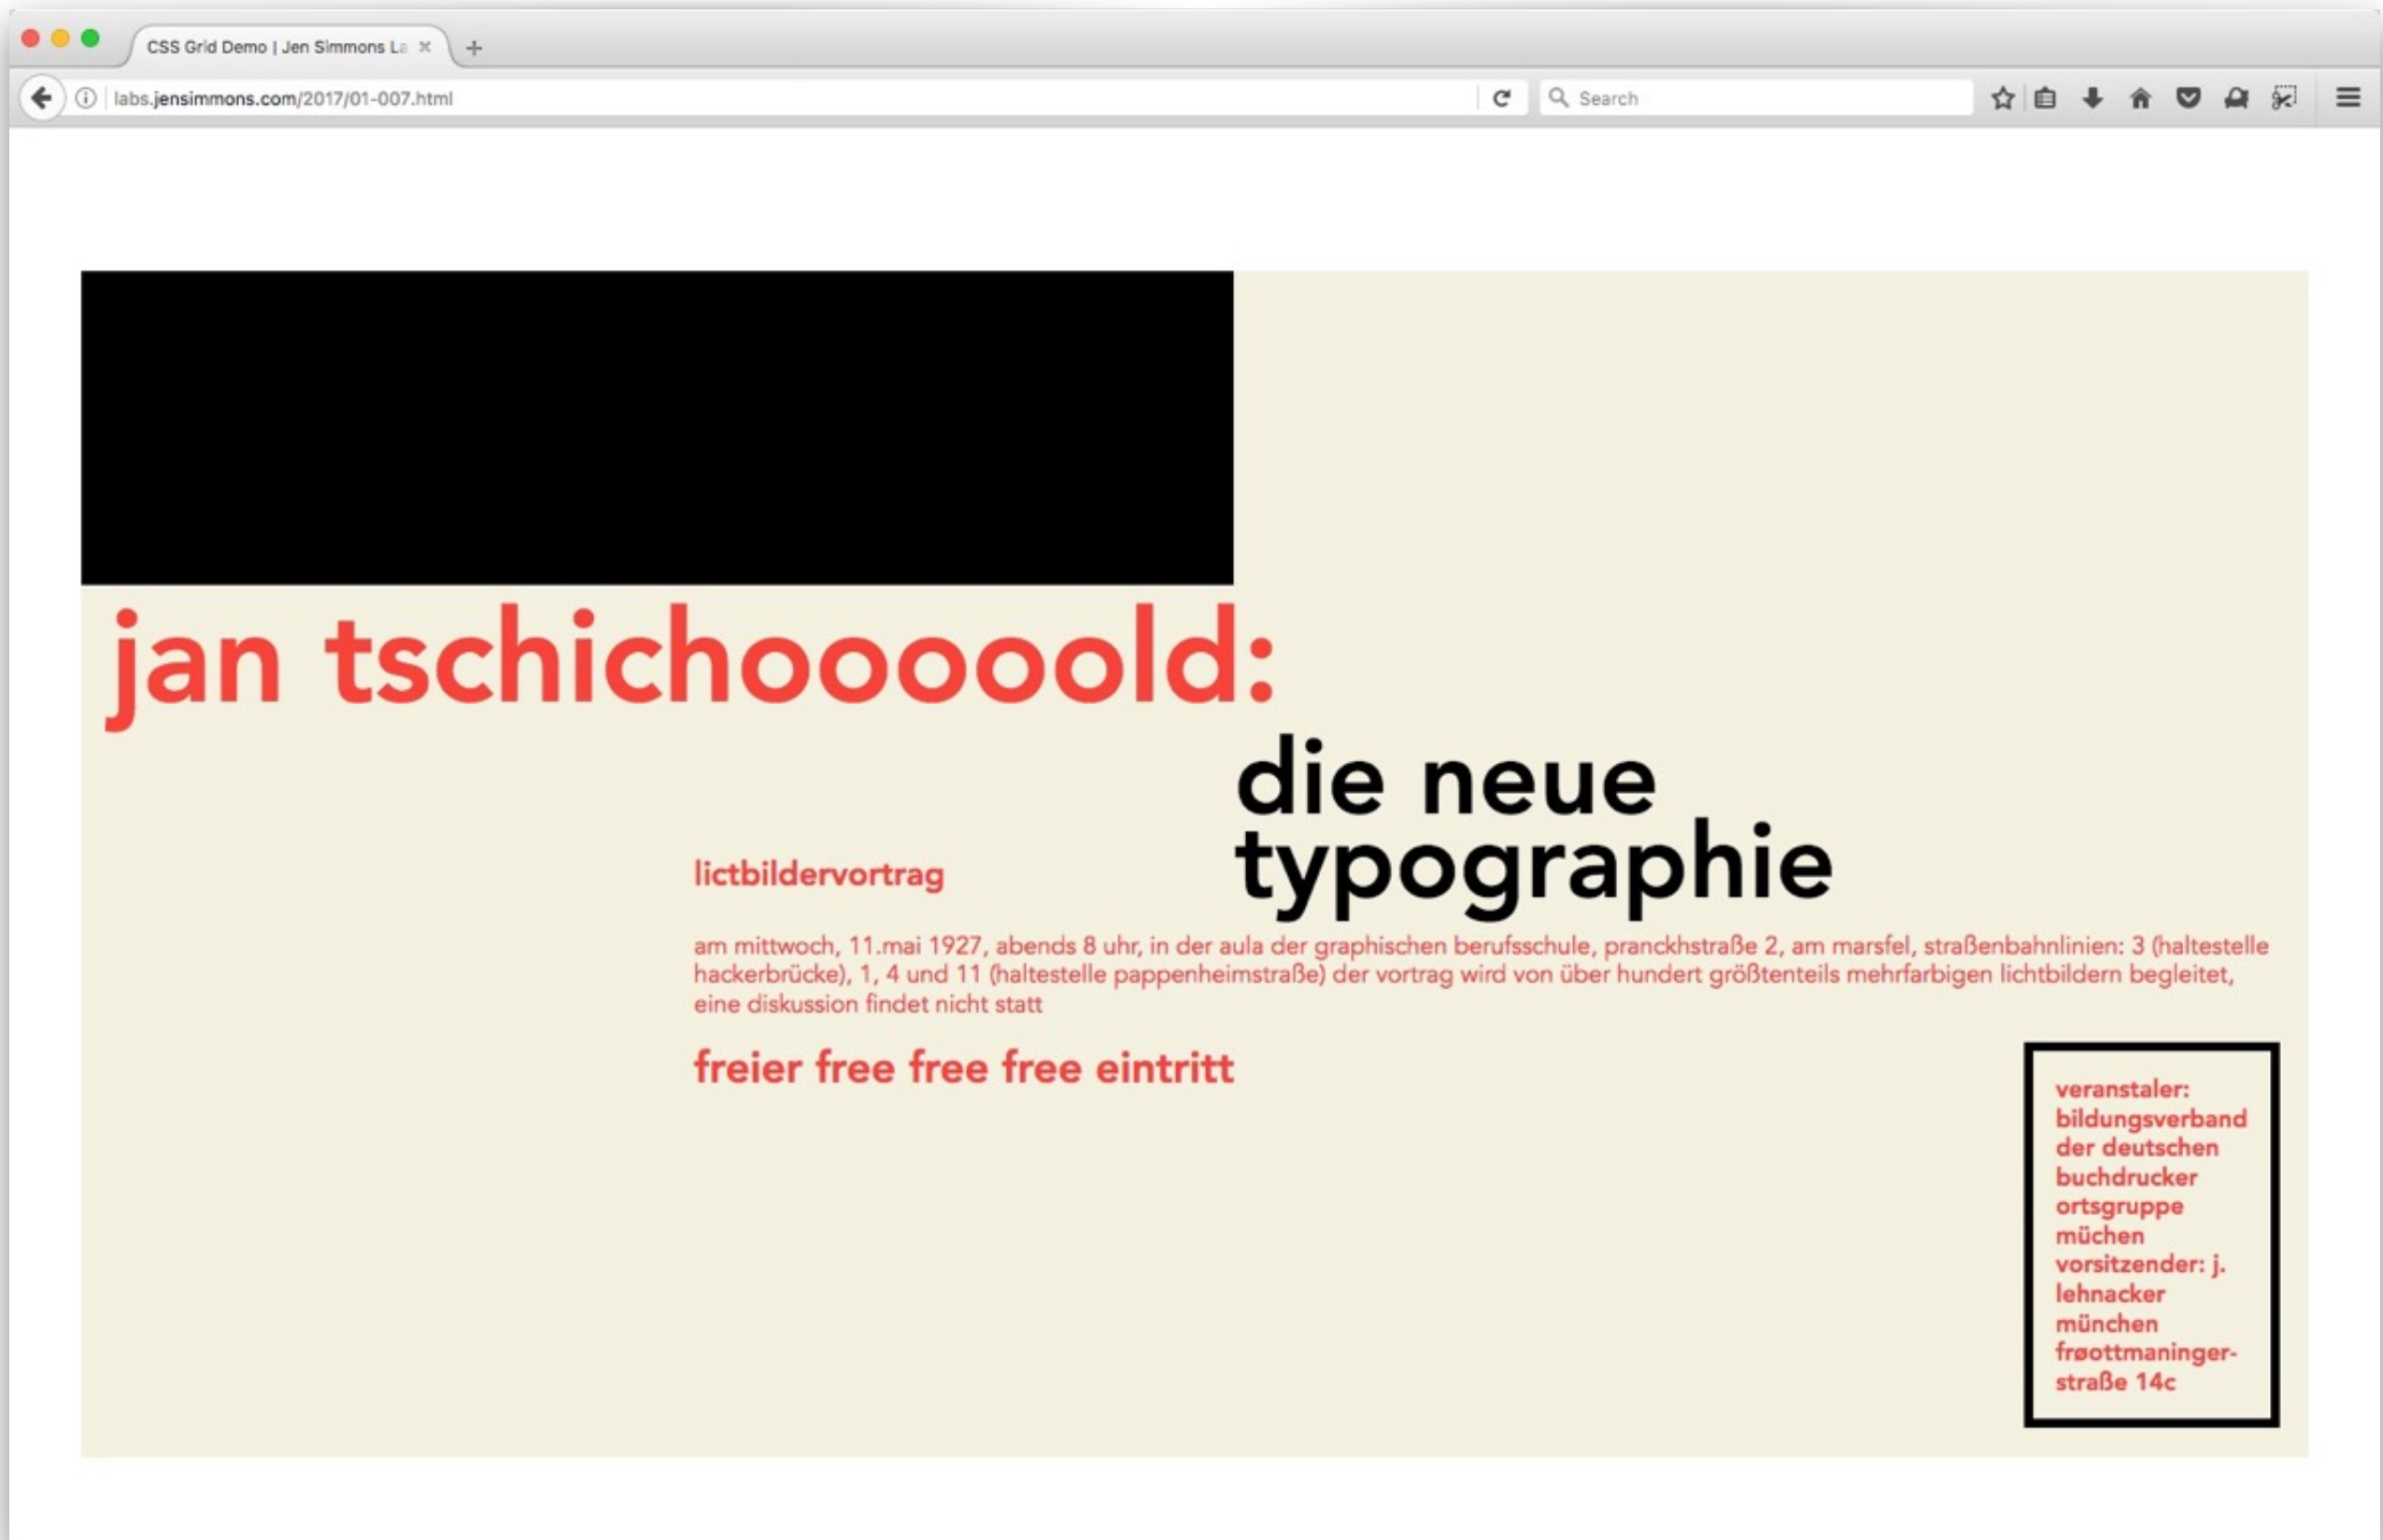 CSS Grid Demo | Jen Simmons La
labs.jensimmons.com/2017/01-007.html
Search
jan tschichooooold:
die neue
typographie
lictbildervortrag
am mittwoch, 11.mai 1927, abends 8 uhr, in der aula der graphischen berufsschule, pranckhstraße 2, am marsfel, straßenbahnlinien: 3 (haltestelle
hackerbrücke), 1, 4 und 11 (haltestelle pappenheimstraße) der vortrag wird von über hundert größtenteils mehrfarbigen lichtbildern begleitet,
eine diskussion findet nicht statt
freier free free free eintritt
veranstaler:
bildungsverband
der deutschen
buchdrucker
ortsgruppe
müchen
vorsitzender: j.
lehnacker
münchen
frøottmaninger-
straße 14c